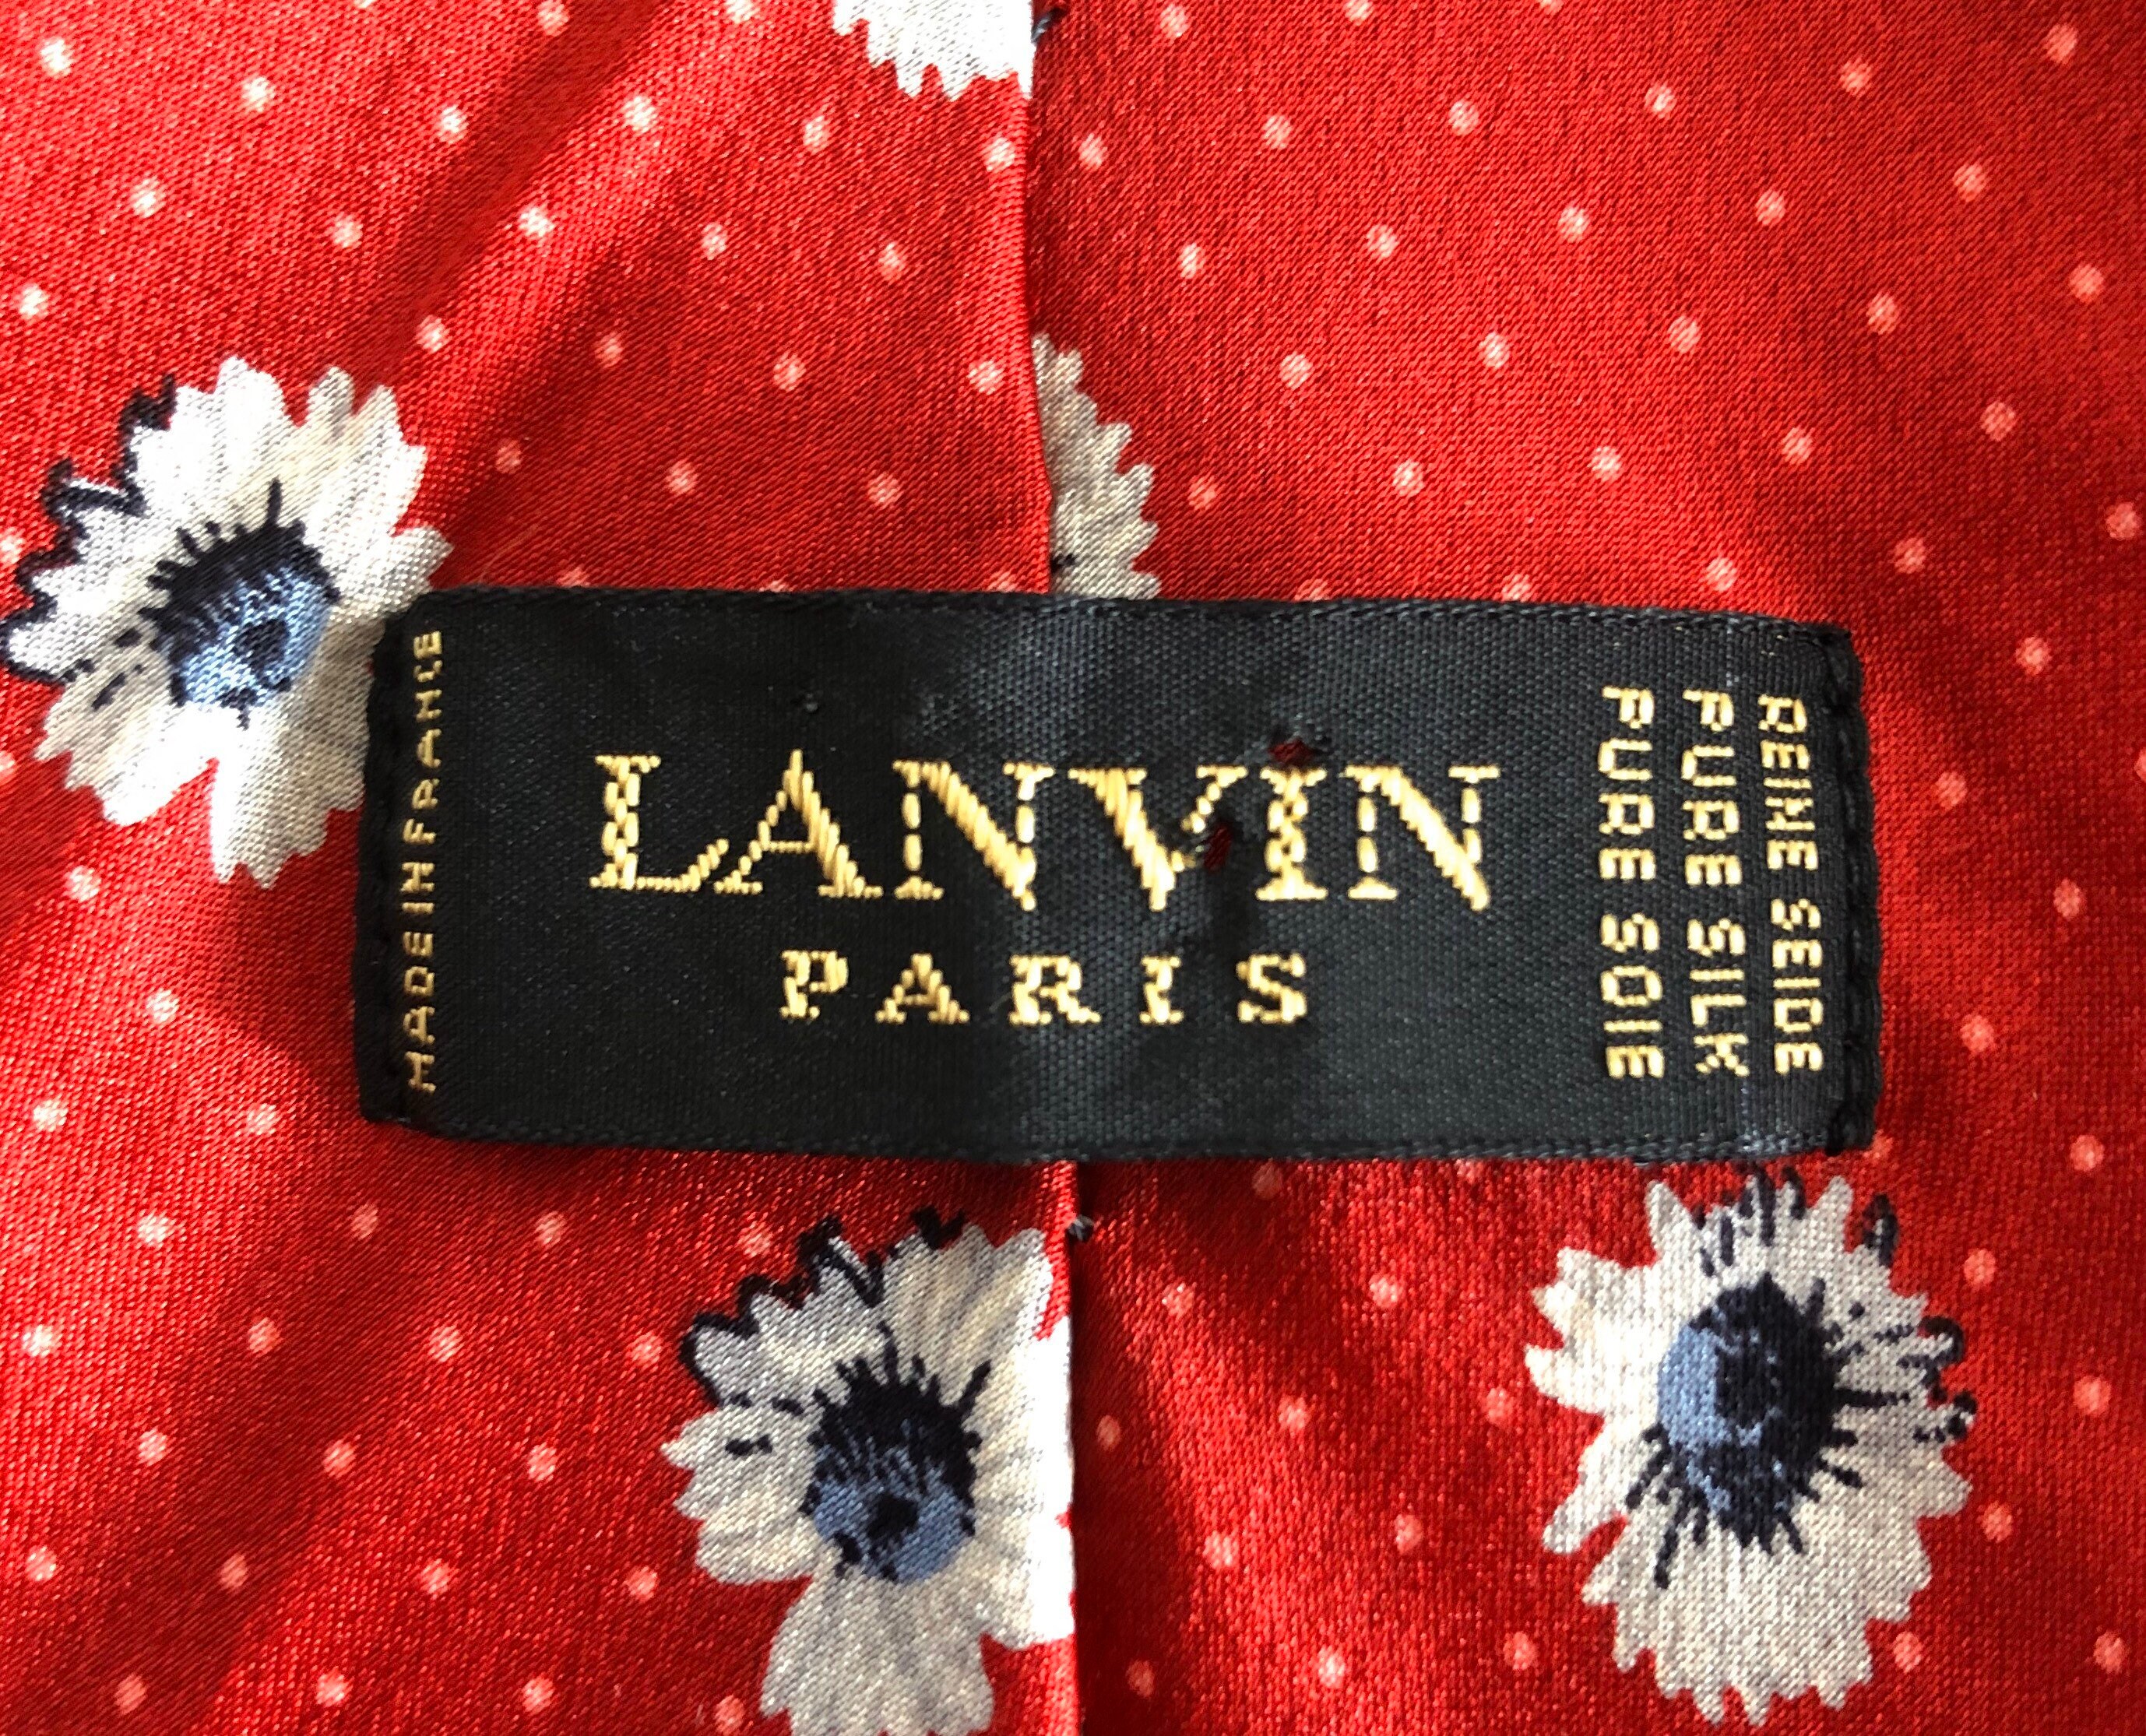 MADE IN FRANCE
LANVIN
PARIS
REINE SEIDE
PURE SILK
PURE SOIE